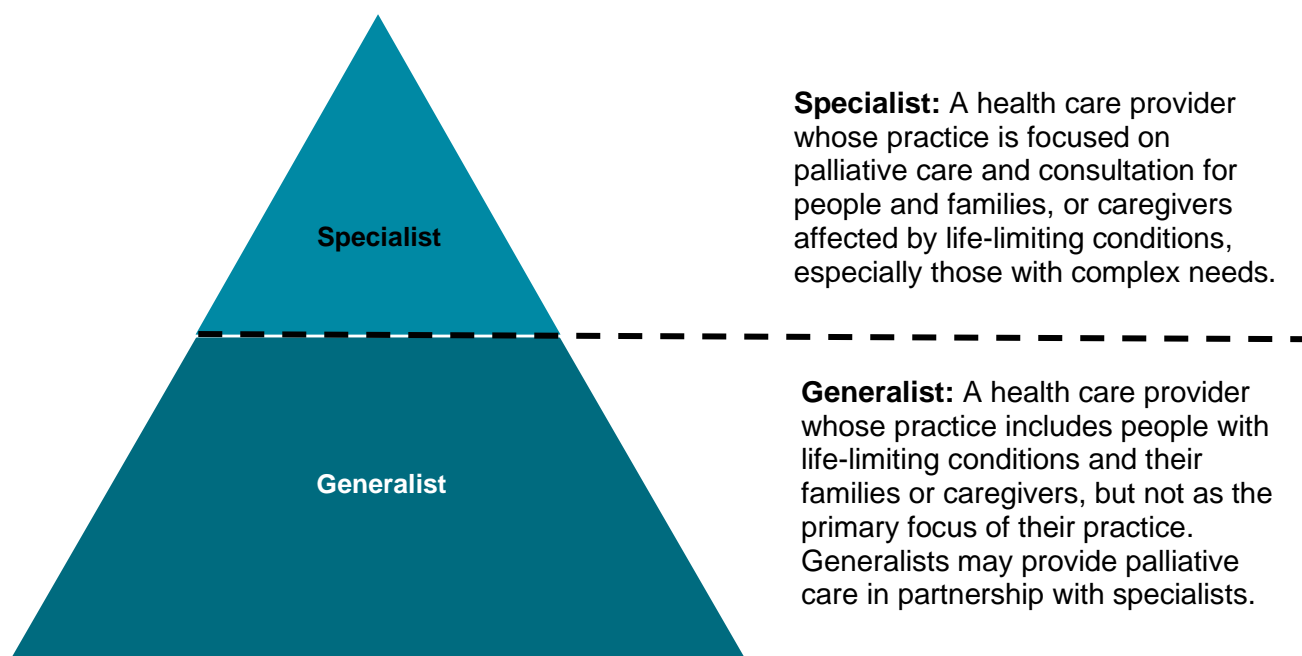 Specialist
Specialist: A health care provider
whose practice is focused on
palliative care and consultation for
people and families, or caregivers
affected by life-limiting conditions,
especially those with complex needs.
Generalist
Generalist: A health care provider
whose practice includes people with
life-limiting conditions and their
families or caregivers, but not as the
primary focus of their practice.
Generalists may provide palliative
care in partnership with specialists.